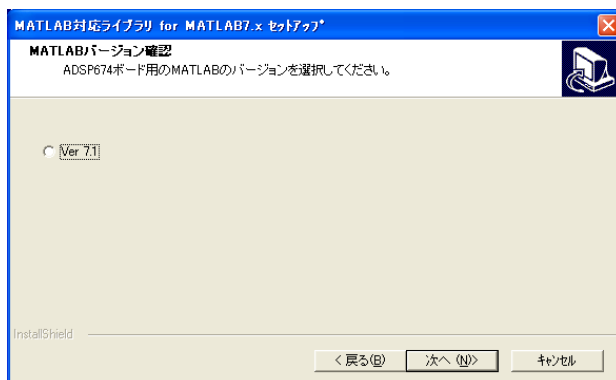 MATLAB対応ライブラリ for MATLAB7.x セットアップ
MATLABバージョン確認
ADSP674ボード用のMATLABのバージョンを選択してください。
Ver 7.1
InstallShield
< 戻る(B)
次へ (N)>
キャンセル